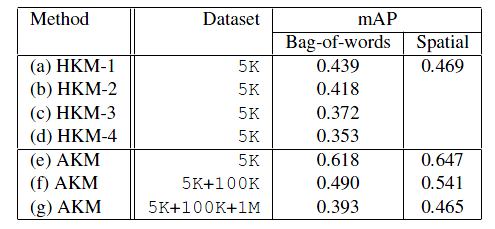 Method Dataset mAP
Bag-of-words Spatial
(a) HKM-1 5K 0.439 0.469
(b) HKM-2 5K 0.418
(c) HKM-3 5K 0.372
(d) HKM-4 5K 0.353
(e) AKM 5K 0.618 0.647
(f) AKM 5K+100K 0.490 0.541
(g) AKM 5K+100K+1M 0.393 0.465